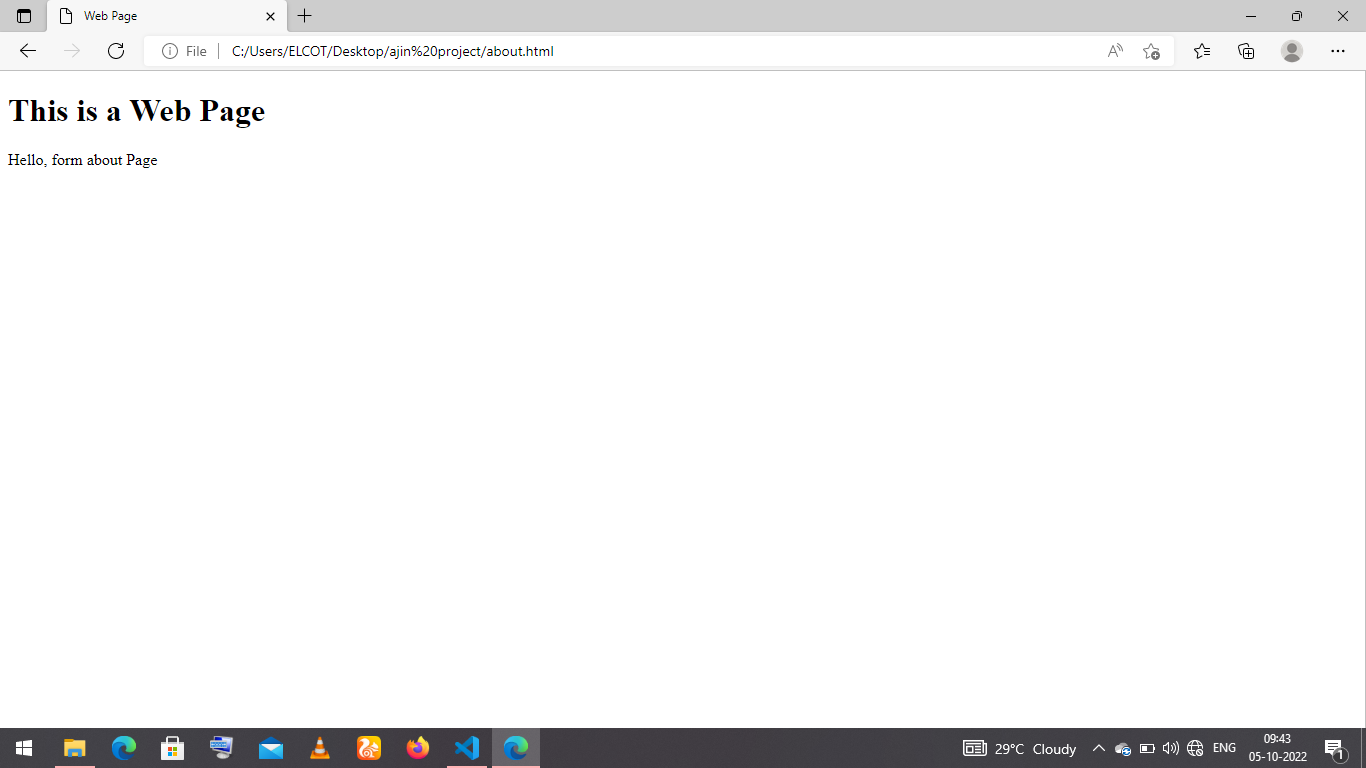 Web Page
File
C:/Users/ELCOT/Desktop/ajin%20project/about.html
This is a Web Page
Hello, form about Page
29°C Cloudy
ENG
09:43
05-10-2022
1